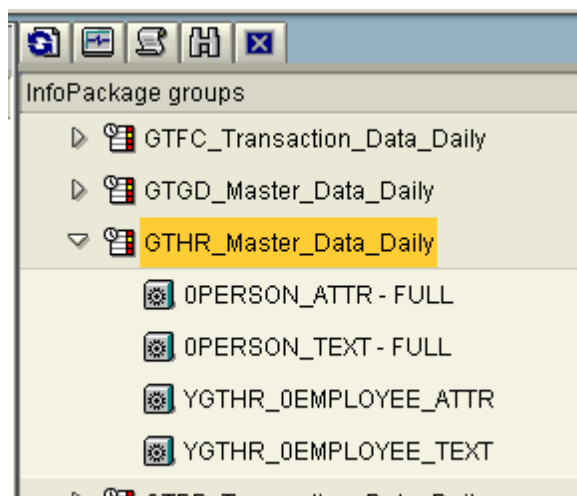 InfoPackage groups
GTFC_Transaction_Data_Daily
GTGD_Master_Data_Daily
GTHR_Master_Data_Daily
0PERSON_ATTR - FULL
0PERSON_TEXT - FULL
YGTHR_0EMPLOYEE_ATTR
YGTHR_0EMPLOYEE_TEXT